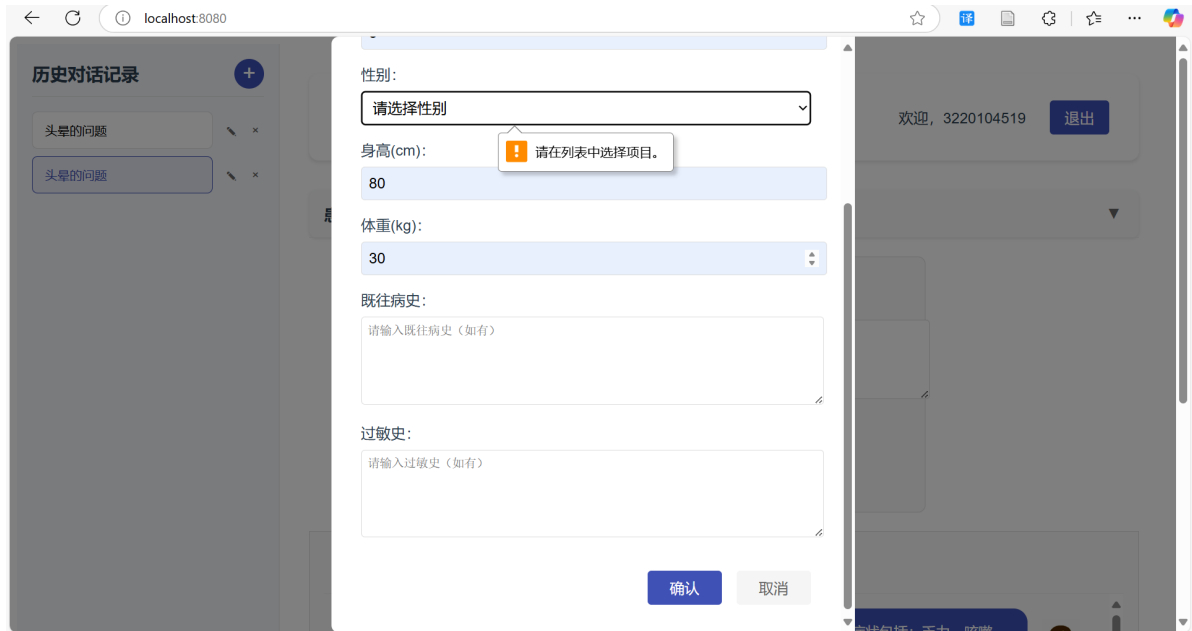 localhost:8080
译
历史对话记录
+
头晕的问题
头晕的问题
欢迎，3220104519
退出
性别:
请选择性别
请在列表中选择项目。
身高(cm):
80
体重(kg):
30
既往病史:
请输入既往病史（如有）
过敏史:
请输入过敏史（如有）
确认
取消